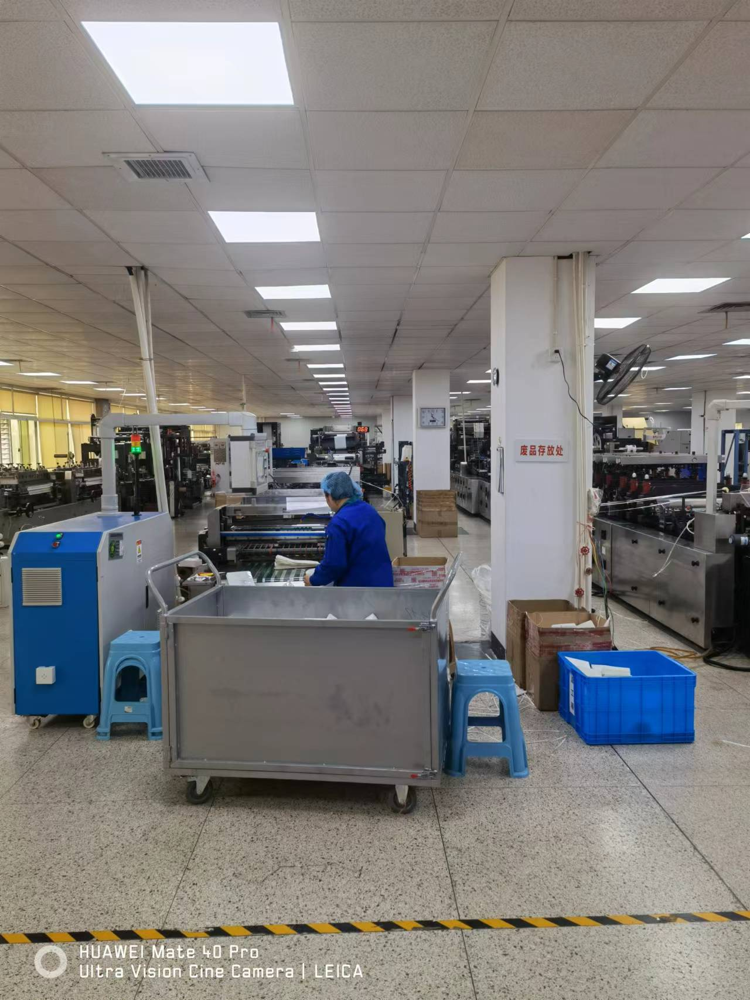 068
废品存放处
HUAWEI Mate 40 Pro
Ultra Vision Cine Camera | LEICA